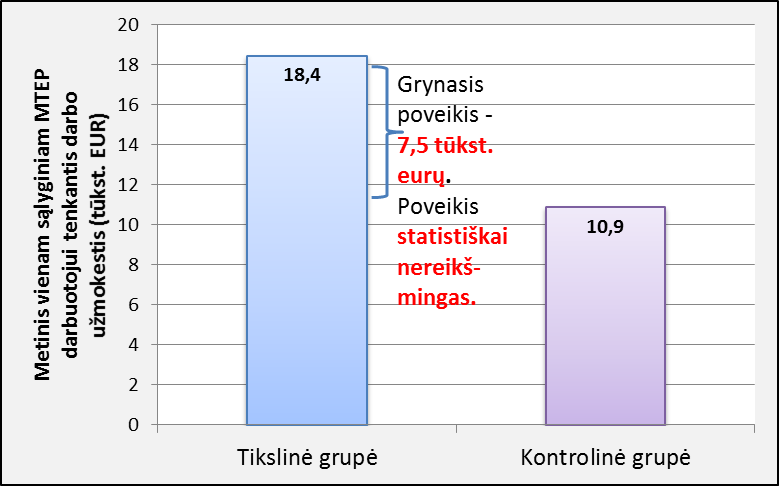 Metinis vienam sąlyginiam MTEP
darbuotojui tenkantis darbo
užmokestis (tūkst. EUR)
20
18
16
14
12
10
8
6
4
2
0
18,4
Grynasis
poveikis -
7,5 tūkst.
eurų.
Poveikis
statistiškai
nereikš-
mingas.
10,9
Tikslinė grupė
Kontrolinė grupė